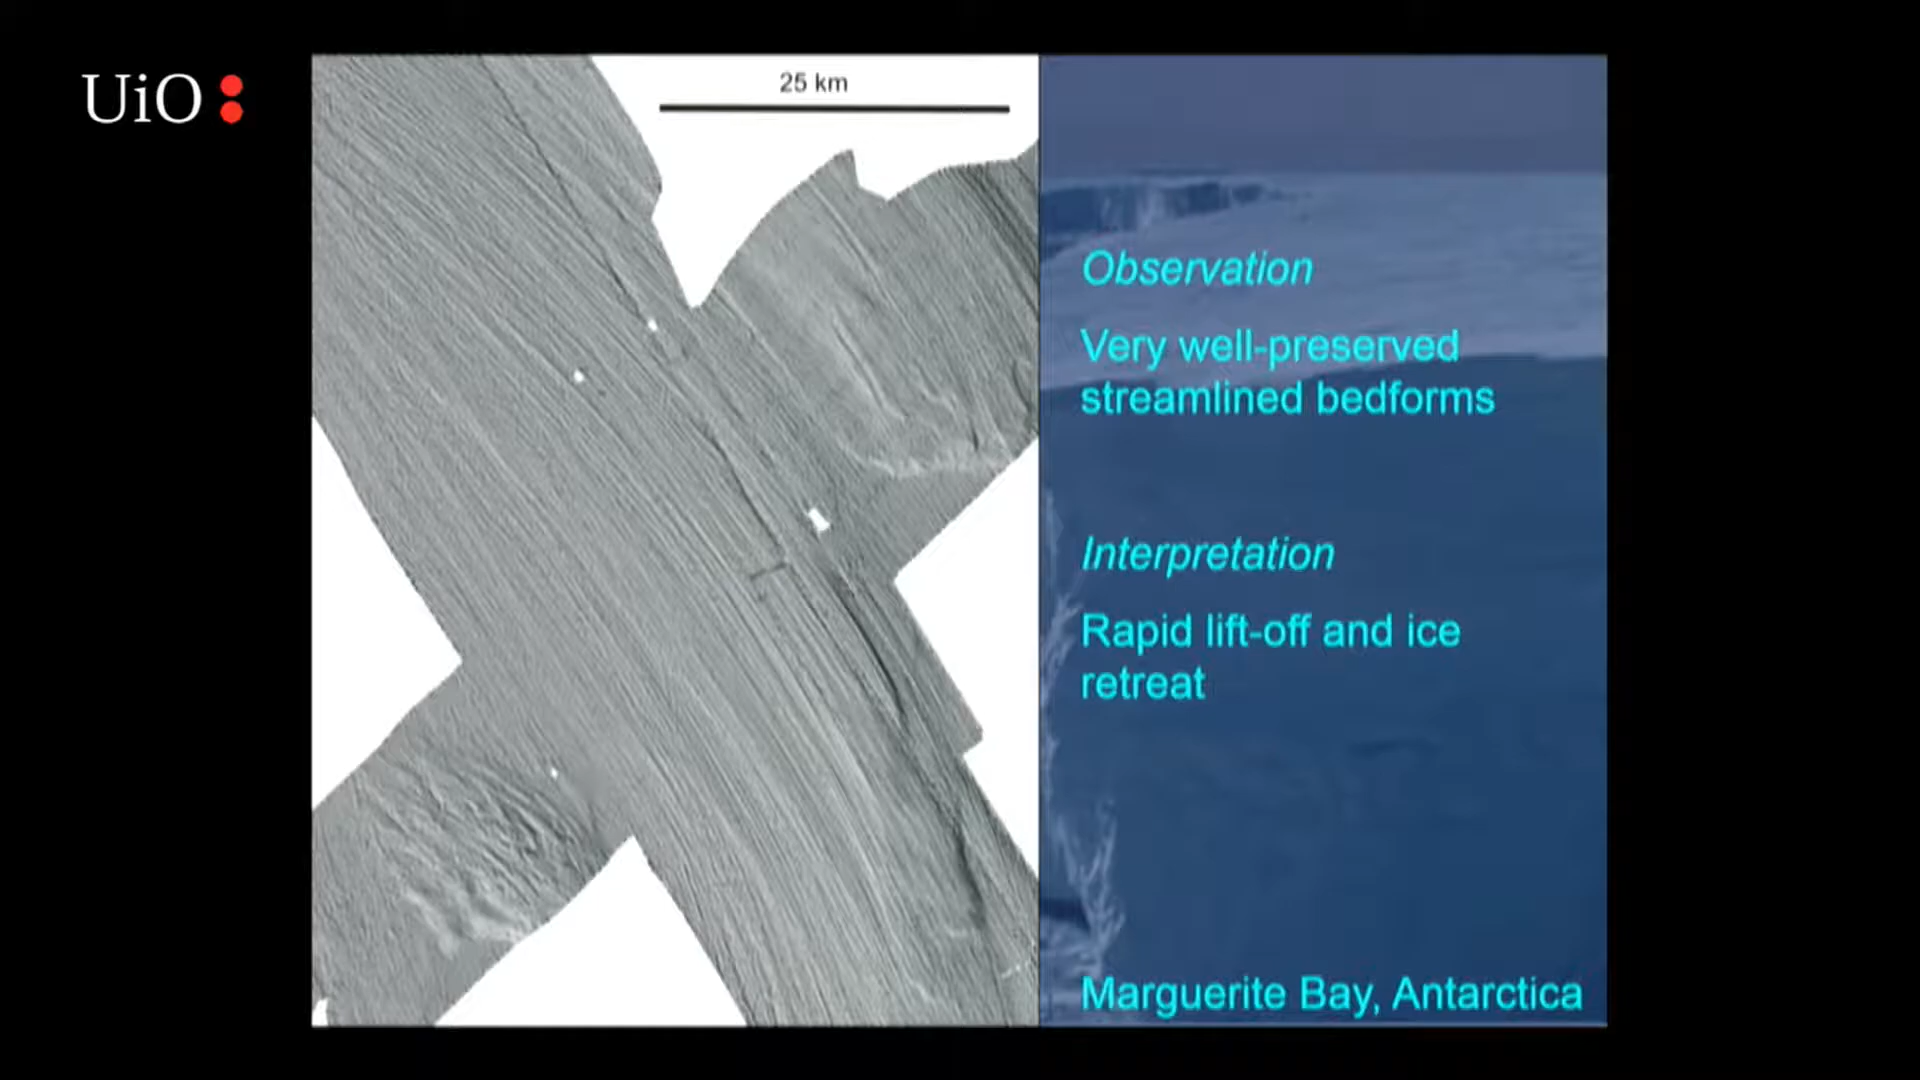 UiO
25 km
Observation
Very well-preserved
streamlined bedforms
Interpretation
Rapid lift-off and ice
retreat
Marguerite Bay, Antarctica